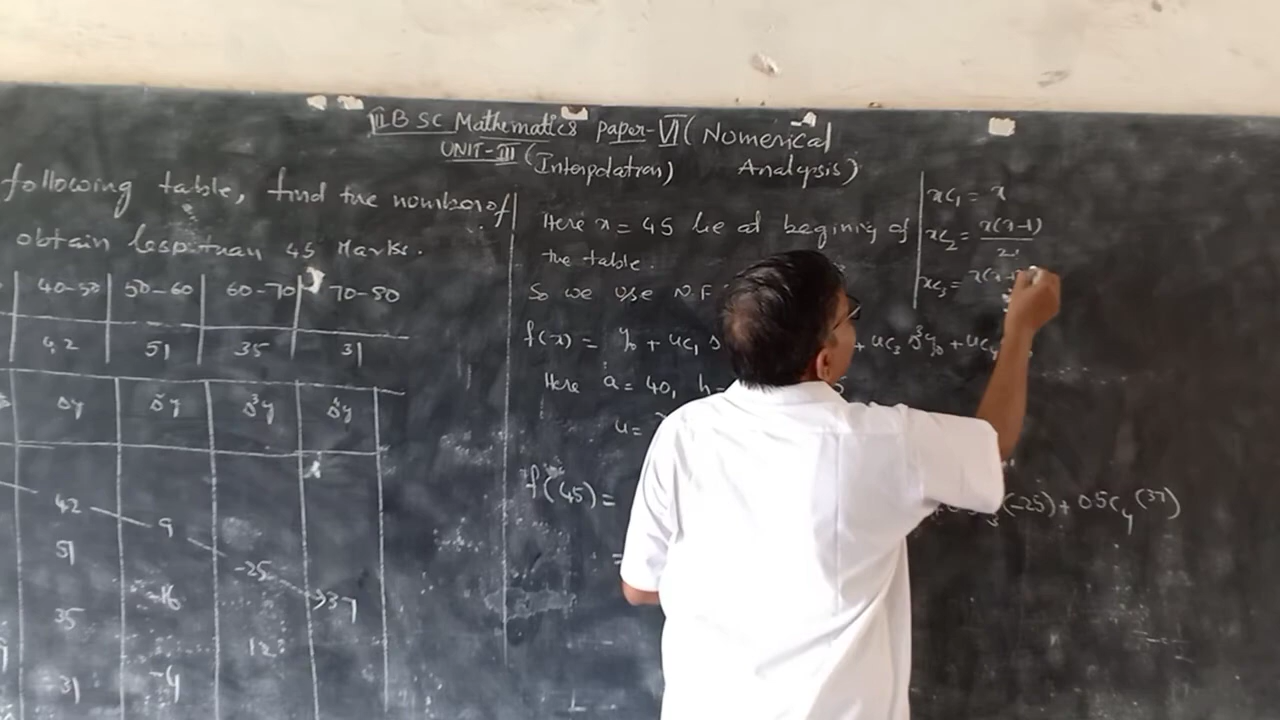 III BSC Mathematics Paper-VI (Numerical
UNIT-III (Interpolation) Analysis)
following table, find the number of
obtain less than 45 Marks.
40-50 50-60 60-70 70-80
42 51 35 31
Δy Δ²y Δ³y Δ⁴y
42
9
51
-25
-16
37
35
12
-4
31
Here x = 45 lie at begining of
the table.
So we use N.F
f(x) = y₀ + uc₁ Δ + uc₃ Δ³y₀ + uc₄
Here a = 40, h =
u =
f(45) = (-25) + 0.5c₄ (37)
=
xc₁ = x
xc₂ = x(x-1)
2!
xc₃ = x(x-1)